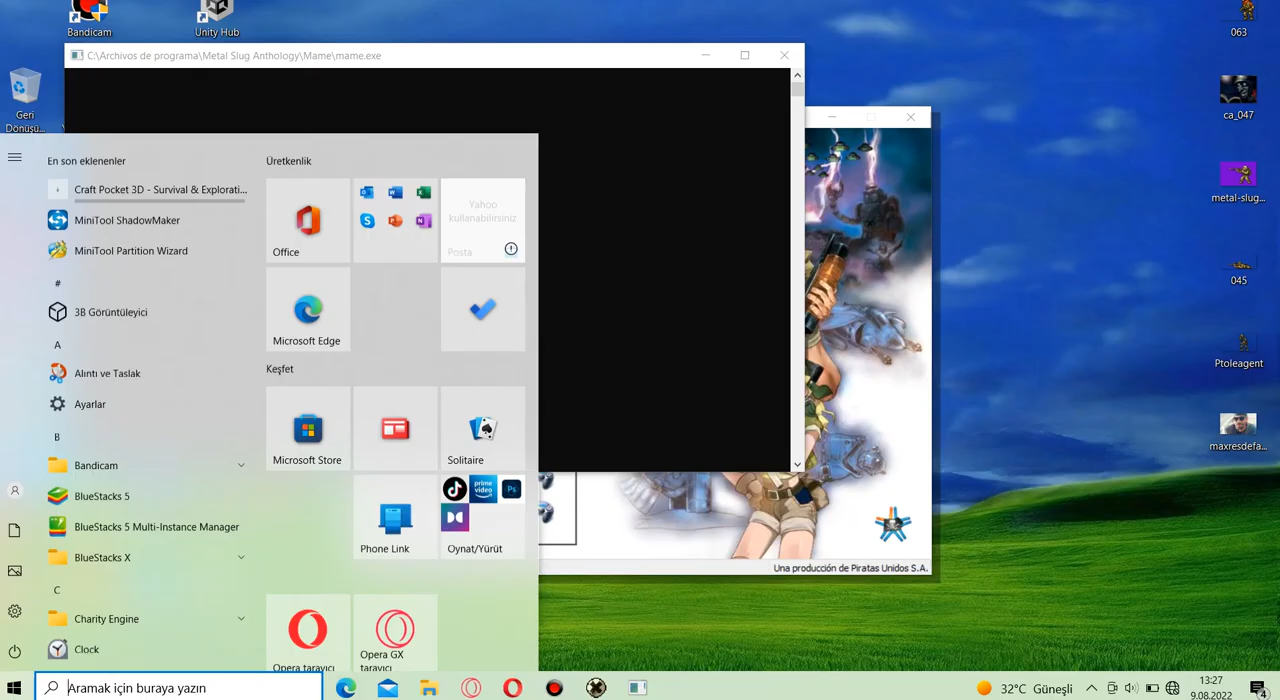 Bandicam
Unity Hub
063
C:\Archivos de programa\Metal Slug Anthology\Mame\mame.exe
Geri
Dönüşü...
ca_047
metal-slug...
045
Ptoleagent
maxresdefa...
En son eklenenler
Craft Pocket 3D - Survival & Explorati...
MiniTool ShadowMaker
MiniTool Partition Wizard
#
3B Görüntüleyici
A
Alıntı ve Taslak
Ayarlar
B
Bandicam
BlueStacks 5
BlueStacks 5 Multi-Instance Manager
BlueStacks X
C
Charity Engine
Clock
Üretkenlik
Office
Yahoo
kullanabilirsiniz
Posta
Microsoft Edge
Keşfet
Microsoft Store
Solitaire
Phone Link
prime
video
Ps
Oynat/Yürüt
Opera tarayıcı
Opera GX
tarayıcı
Una producción de Piratas Unidos S.A.
Aramak için buraya yazın
32°C Güneşli
13:27
9.08.2022
4